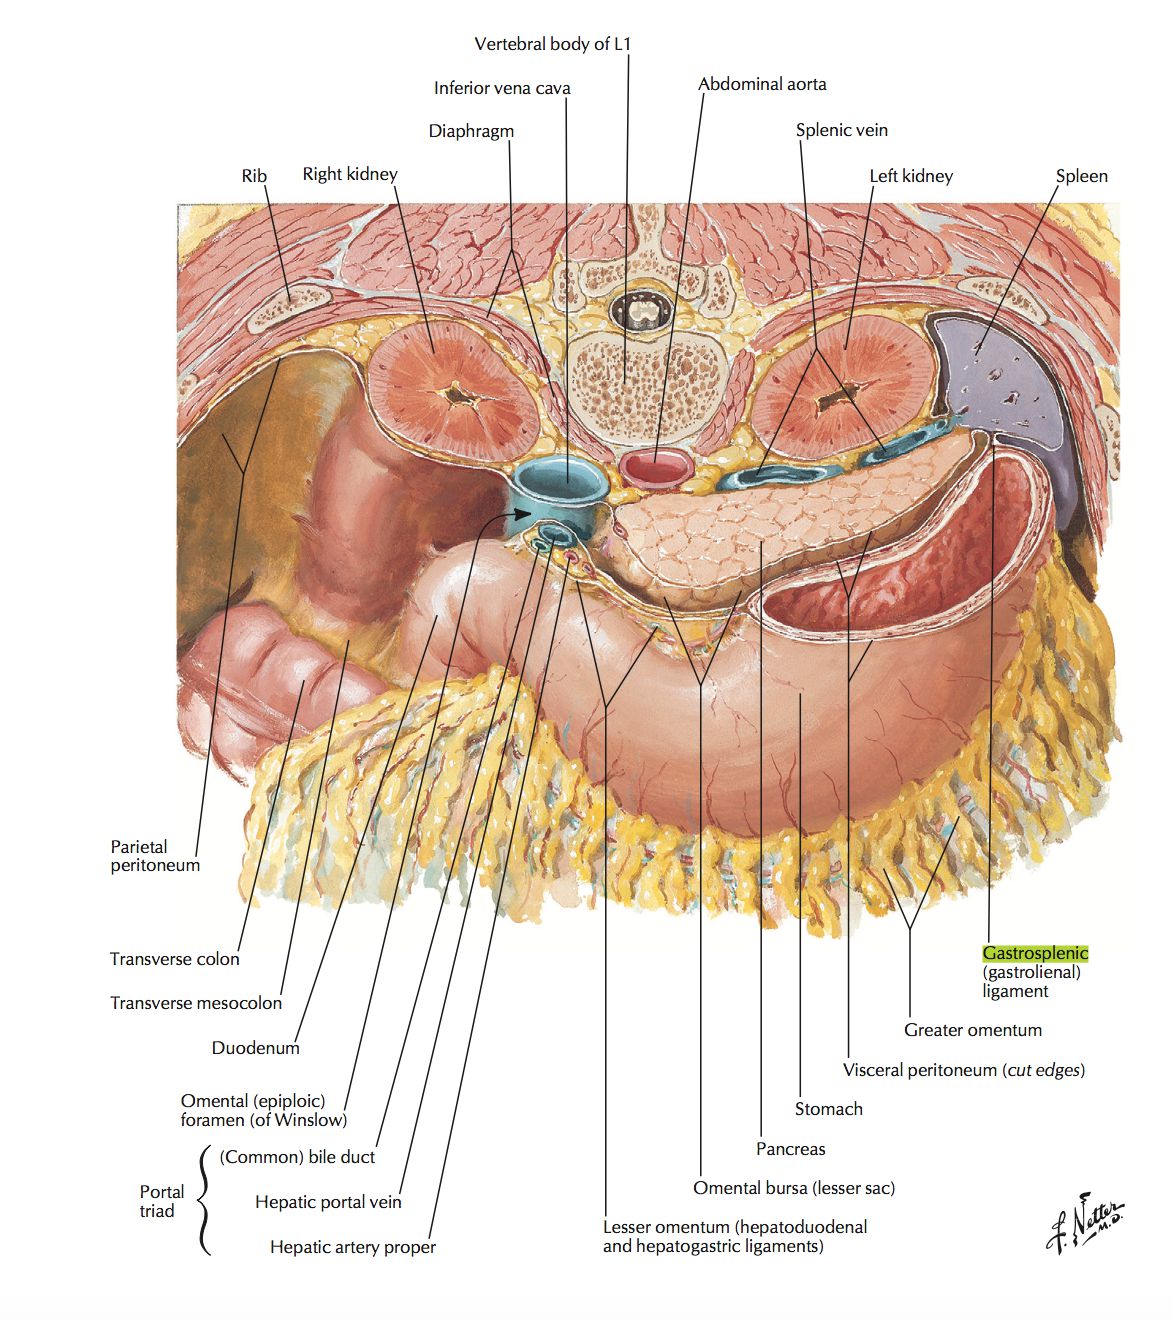 Vertebral body of L1
Inferior vena cava
Abdominal aorta
Diaphragm
Splenic vein
Rib
Right kidney
Left kidney
Spleen
Parietal
peritoneum
Transverse colon
Transverse mesocolon
Duodenum
Omental (epiploic)
foramen (of Winslow)
Portal
triad
(Common) bile duct
Hepatic portal vein
Hepatic artery proper
Gastrosplenic
(gastrolienal)
ligament
Greater omentum
Visceral peritoneum (cut edges)
Stomach
Pancreas
Omental bursa (lesser sac)
Lesser omentum (hepatoduodenal
and hepatogastric ligaments)
F. Netter
M.D.